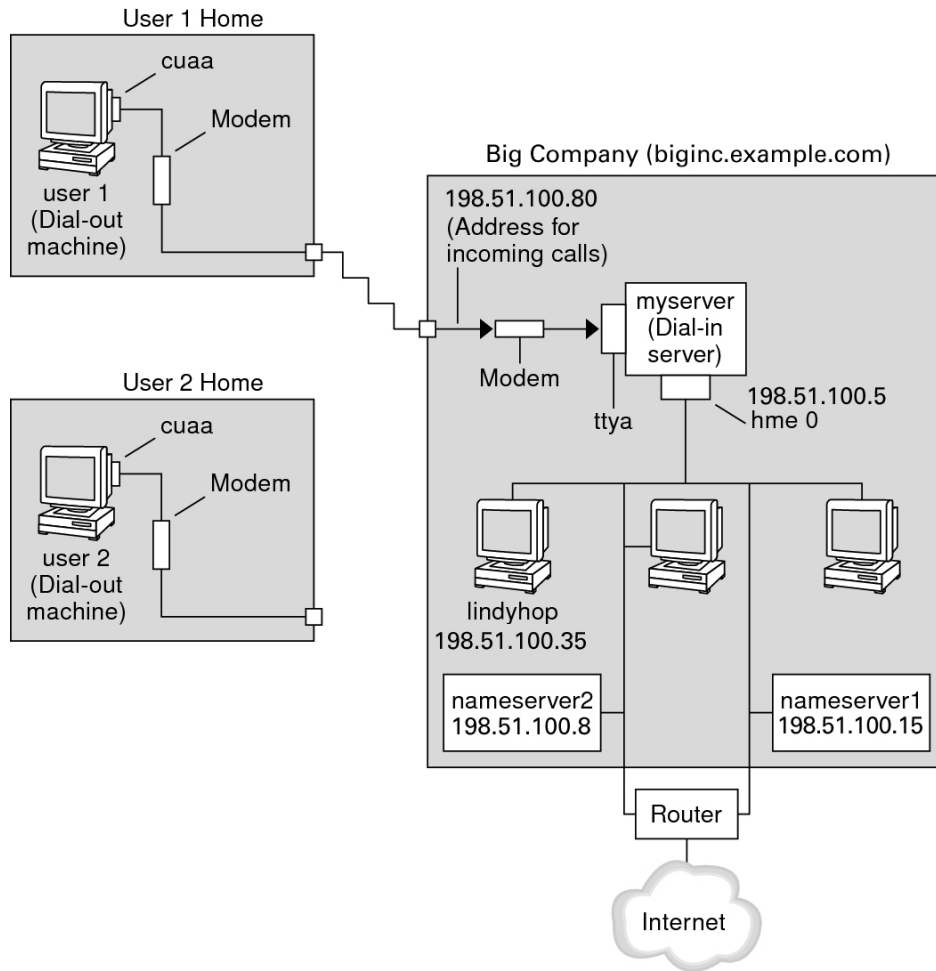 User 1 Home
cuaa
Modem
user 1
(Dial-out
machine)
Big Company (biginc.example.com)
198.51.100.80
(Address for
incoming calls)
myserver
(Dial-in
server)
Modem
ttya
198.51.100.5
hme 0
User 2 Home
cuaa
Modem
user 2
(Dial-out
machine)
lindyhop
198.51.100.35
nameserver2
198.51.100.8
nameserver1
198.51.100.15
Router
Internet